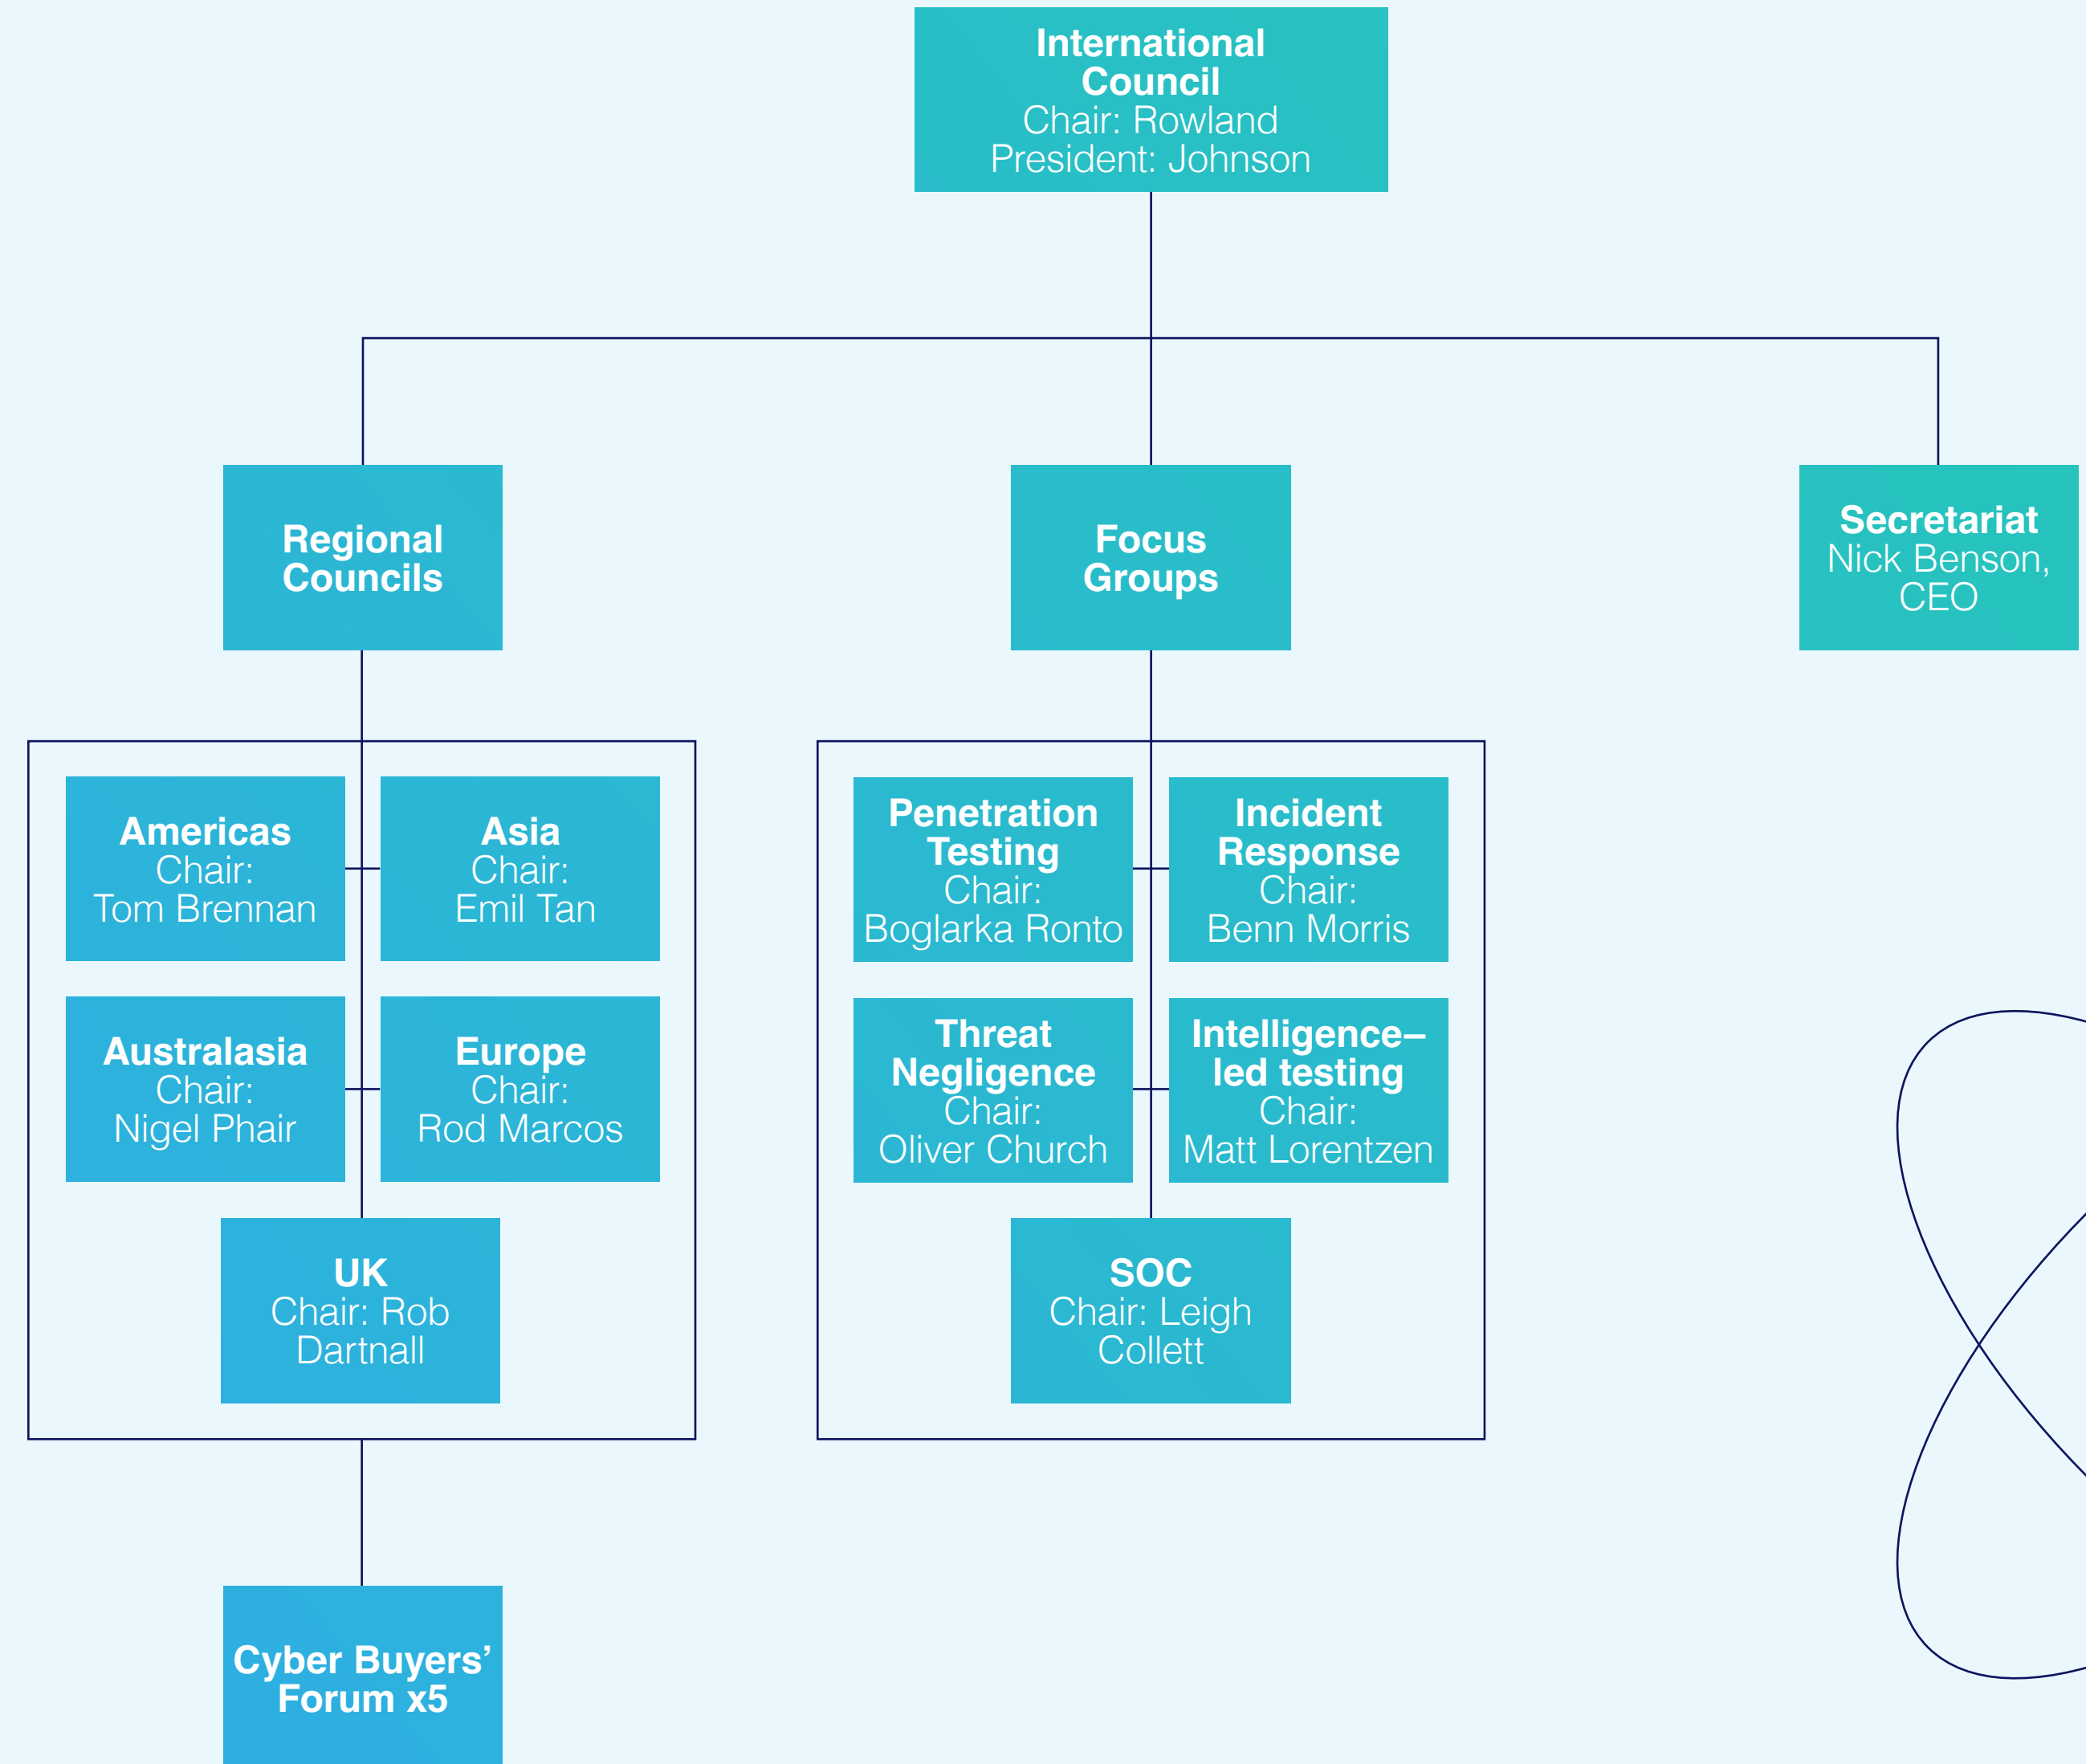 International
Council
Chair: Rowland
President: Johnson
Regional
Councils
Focus
Groups
Secretariat
Nick Benson,
CEO
Americas
Chair:
Tom Brennan
Asia
Chair:
Emil Tan
Australasia
Chair:
Nigel Phair
Europe
Chair:
Rod Marcos
UK
Chair: Rob
Dartnall
Penetration
Testing
Chair:
Boglarka Ronto
Incident
Response
Chair:
Benn Morris
Threat
Negligence
Chair:
Oliver Church
Intelligence–
led testing
Chair:
Matt Lorentzen
SOC
Chair: Leigh
Collett
Cyber Buyers’
Forum x5